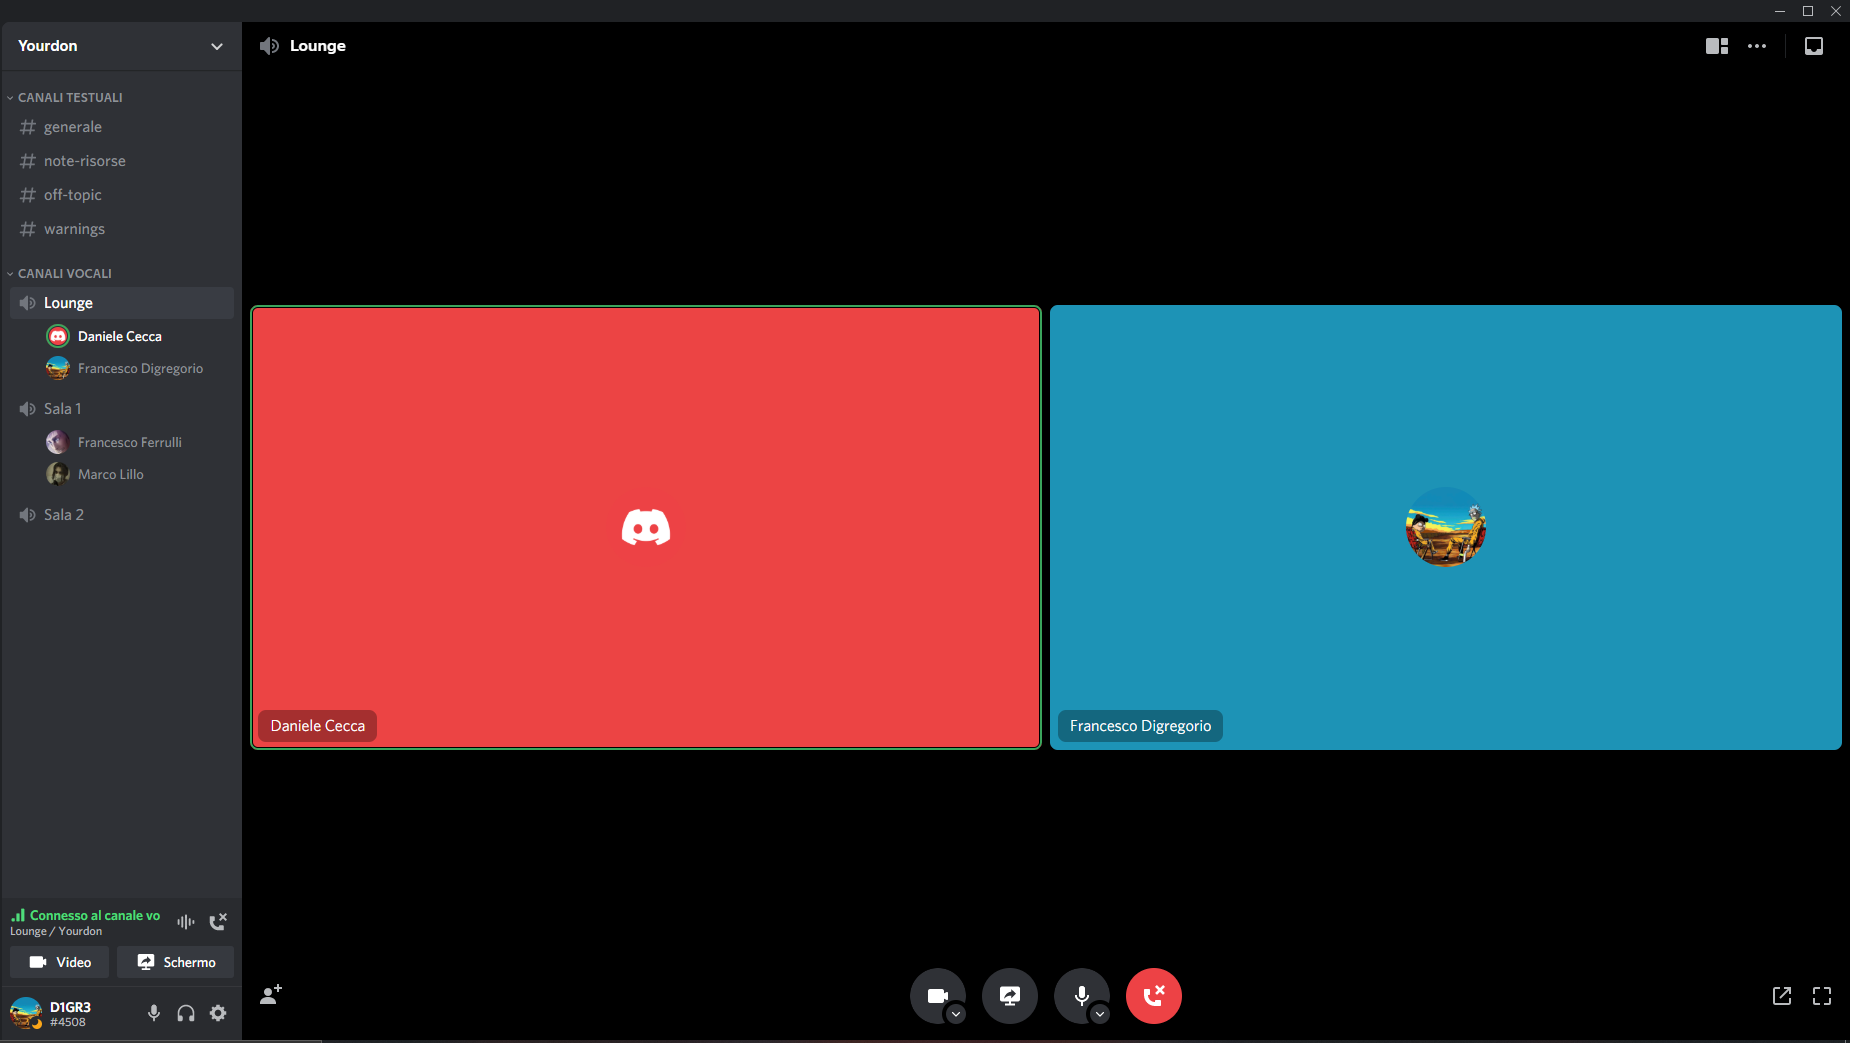 Yourdon
CANALI TESTUALI
# generale
# note-risorse
# off-topic
# warnings
CANALI VOCALI
Lounge
Daniele Cecca
Francesco Digregorio
Sala 1
Francesco Ferrulli
Marco Lillo
Sala 2
Connesso al canale vo
Lounge / Yourdon
Video
Schermo
D1GR3
#4508
Lounge
Daniele Cecca
Francesco Digregorio